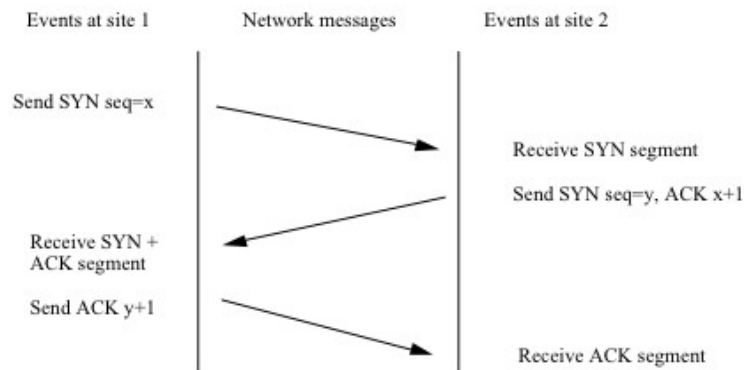 Events at site 1
Network messages
Events at site 2
Send SYN seq=x
Receive SYN segment
Send SYN seq=y, ACK x+1
Receive SYN +
ACK segment
Send ACK y+1
Receive ACK segment